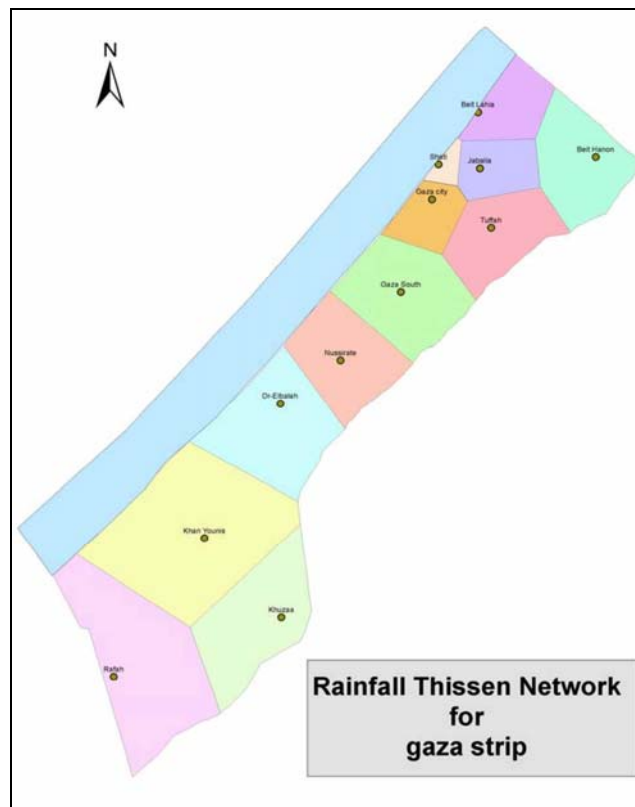 N
Beit Lahia
Beit Hanon
Shati
Jabalia
Gaza city
Tuffah
Gaza South
Nussirate
Dr-Elbalah
Khan Younis
Khuzaa
Rafah
Rainfall Thissen Network
for
gaza strip